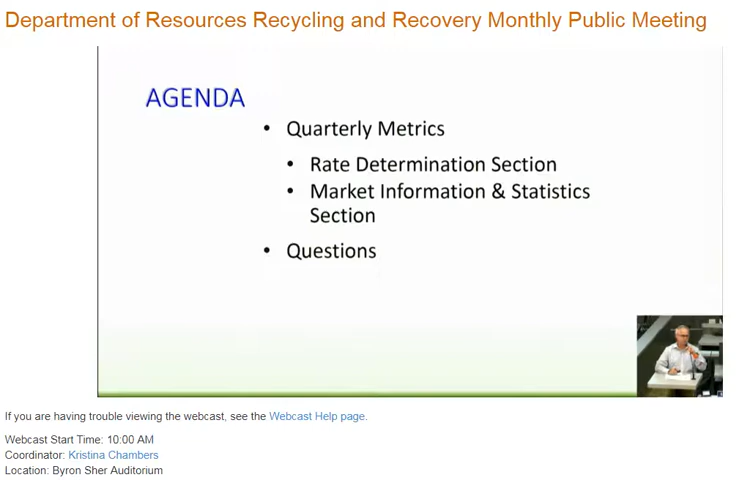 Department of Resources Recycling and Recovery Monthly Public Meeting
AGENDA
• Quarterly Metrics
• Rate Determination Section
• Market Information & Statistics
Section
• Questions
If you are having trouble viewing the webcast, see the Webcast Help page.
Webcast Start Time: 10:00 AM
Coordinator: Kristina Chambers
Location: Byron Sher Auditorium